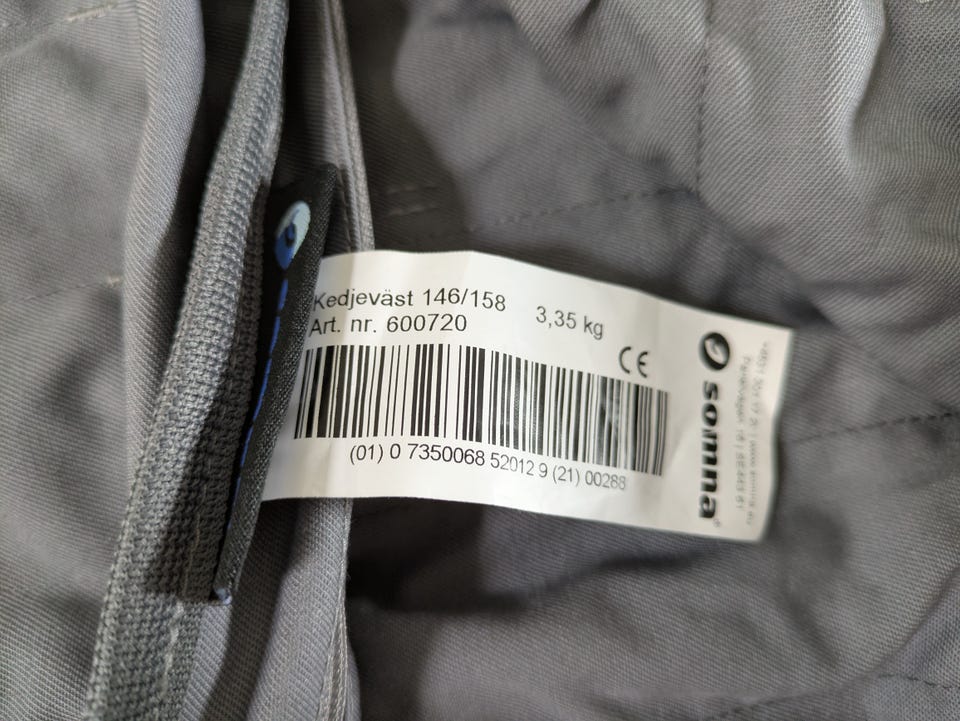 Kedjeväst 146/158 3,35 kg
Art. nr. 600720
CE
(01) 0 7350068 52012 9 (21) 00288
somna®